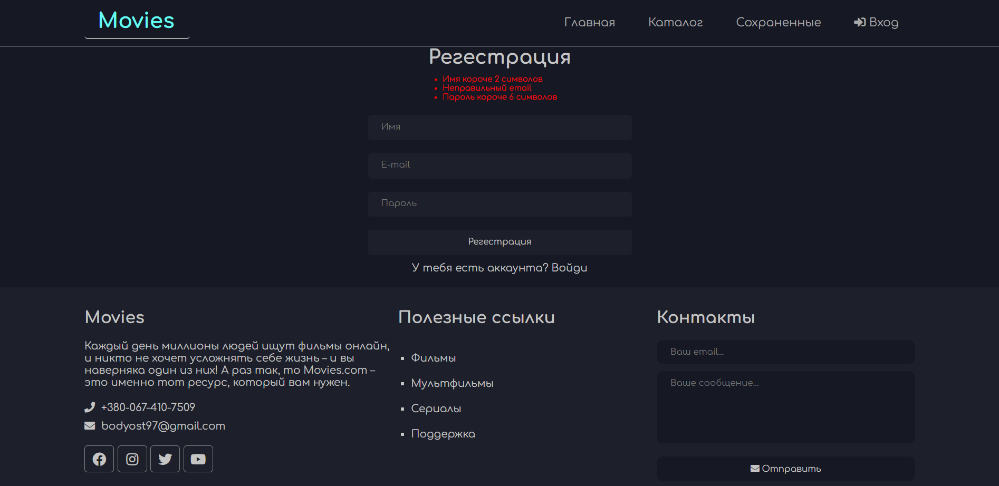 Movies
Главная
Каталог
Сохраненные
Вход
Регестрация
Имя короче 2 символов
Неправильный email
Пароль короче 6 символов
Имя
E-mail
Пароль
Регестрация
У тебя есть аккаунта? Войди
Movies
Каждый день миллионы людей ищут фильмы онлайн,
и никто не хочет усложнять себе жизнь – и вы
наверняка один из них! А раз так, то Movies.com –
это именно тот ресурс, который вам нужен.
+380-067-410-7509
bodyost97@gmail.com
Полезные ссылки
Фильмы
Мультфильмы
Сериалы
Поддержка
Контакты
Ваш email...
Ваше сообщение...
Отправить